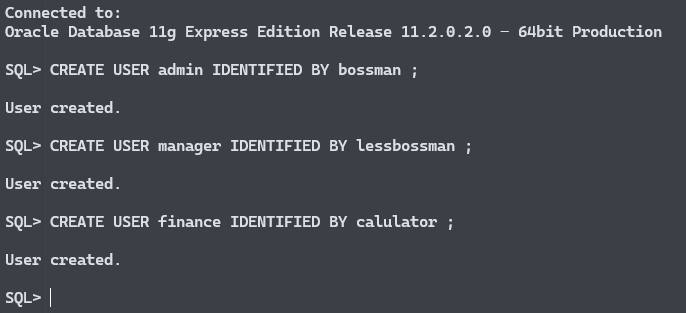 Connected to:
Oracle Database 11g Express Edition Release 11.2.0.2.0 - 64bit Production
SQL> CREATE USER admin IDENTIFIED BY bossman ;
User created.
SQL> CREATE USER manager IDENTIFIED BY lessbossman ;
User created.
SQL> CREATE USER finance IDENTIFIED BY calulator ;
User created.
SQL>